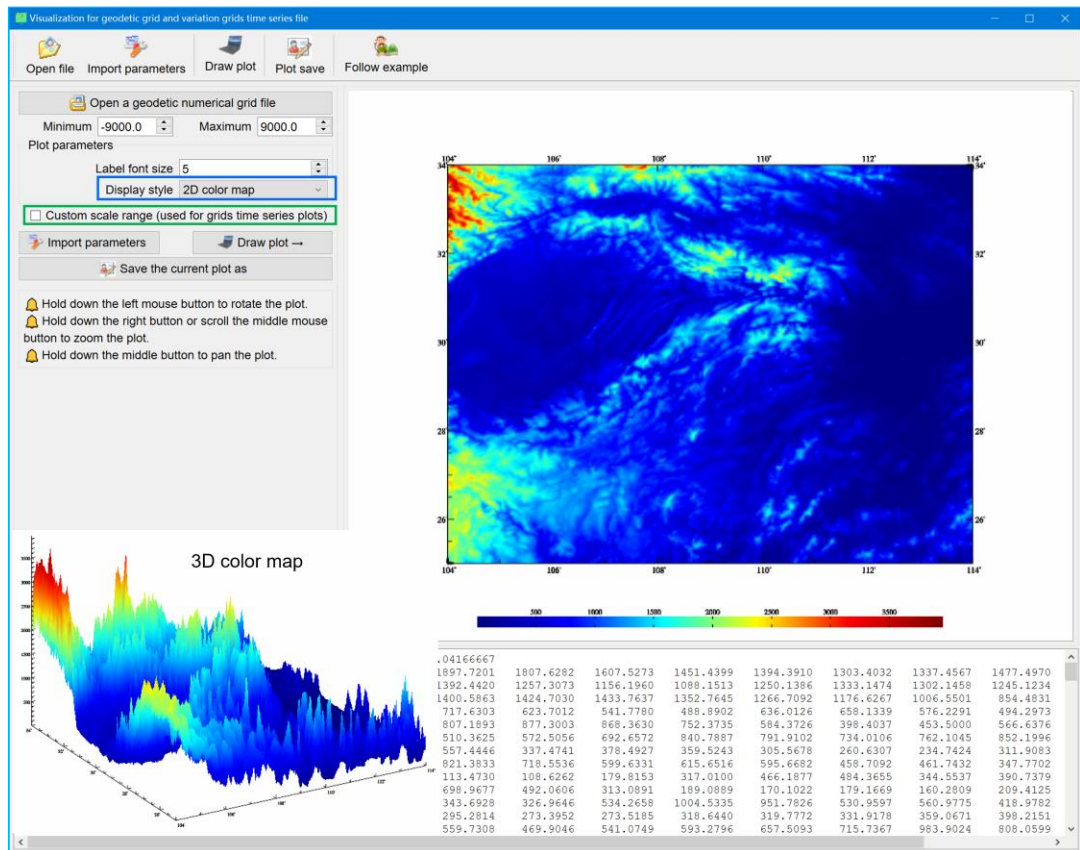 Visualization for geodetic grid and variation grids time series file
Open file Import parameters Draw plot Plot save Follow example
Open a geodetic numerical grid file
Minimum -9000.0 Maximum 9000.0
Plot parameters
Label font size 5
Display style 2D color map
Custom scale range (used for grids time series plots)
Import parameters Draw plot →
Save the current plot as
Hold down the left mouse button to rotate the plot.
Hold down the right button or scroll the middle mouse
button to zoom the plot.
Hold down the middle button to pan the plot.
104° 106° 108° 110° 112° 114°
34° 34°
32° 32°
30° 30°
28° 28°
26° 26°
104° 106° 108° 110° 112° 114°
500 1000 1500 2000 2500 3000 3500
3D color map
.04166667
1897.7201 1807.6282 1607.5273 1451.4399 1394.3910 1303.4032 1337.4567 1477.4970
1392.4420 1257.3073 1156.1960 1088.1513 1250.1386 1333.1474 1302.1458 1245.1234
1400.5863 1424.7030 1433.7637 1352.7645 1266.7092 1176.6267 1006.5501 854.4831
717.6303 623.7012 541.7780 488.8902 636.0126 658.1339 576.2291 494.2973
807.1893 877.3003 868.3630 752.3735 584.3726 398.4037 453.5000 566.6376
510.3625 572.5056 692.6572 840.7887 791.9102 734.0106 762.1045 852.1996
557.4446 337.4741 378.4927 359.5243 305.5678 260.6307 234.7424 311.9083
821.3833 718.5536 599.6331 615.6516 595.6682 458.7092 461.7432 347.7702
113.4730 108.6262 179.8153 317.0100 466.1877 484.3655 344.5537 390.7379
698.9677 492.0606 313.0891 189.0889 170.1022 179.1669 160.2809 209.4125
343.6928 326.9646 534.2658 1004.5335 951.7826 530.9597 560.9775 418.9782
295.2814 273.3952 273.5185 318.6440 319.7772 331.9178 359.0671 398.2151
559.7308 469.9046 541.0749 593.2796 657.5093 715.7367 983.9024 808.0599